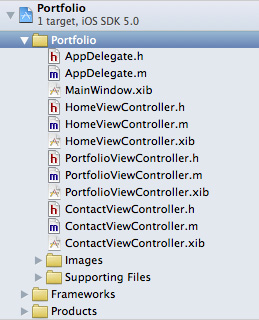 Portfolio
1 target, iOS SDK 5.0
Portfolio
h AppDelegate.h
m AppDelegate.m
MainWindow.xib
h HomeViewController.h
m HomeViewController.m
HomeViewController.xib
h PortfolioViewController.h
m PortfolioViewController.m
PortfolioViewController.xib
h ContactViewController.h
m ContactViewController.m
ContactViewController.xib
Images
Supporting Files
Frameworks
Products